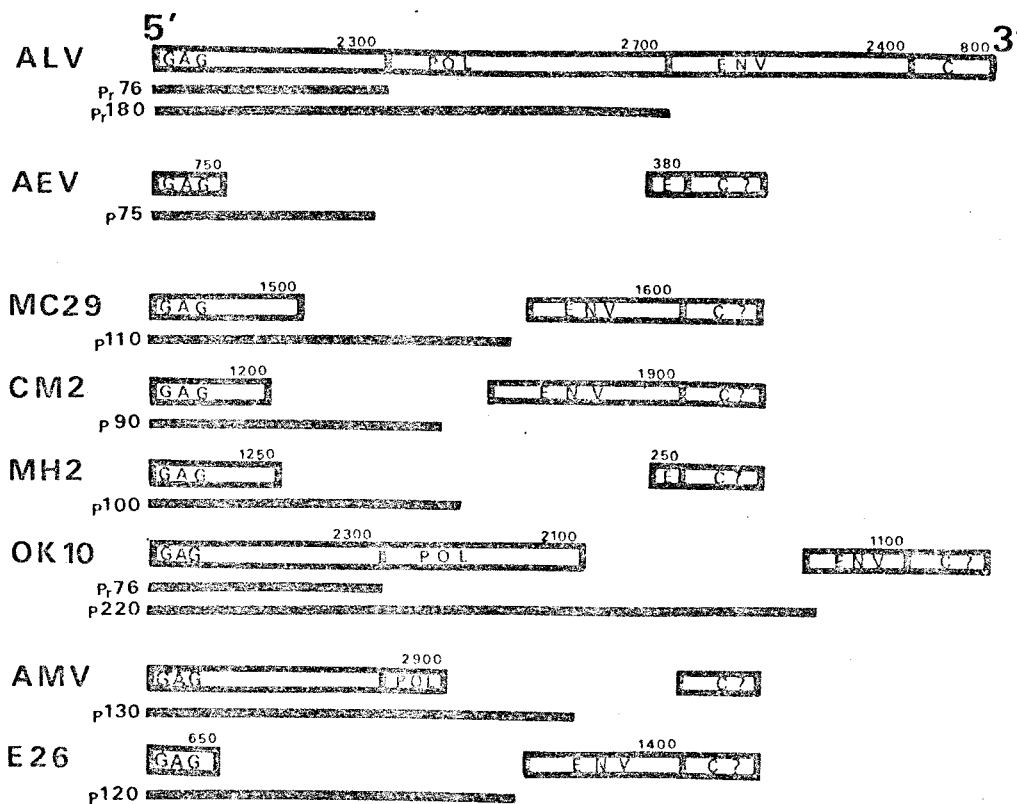 5' 3'
ALV 2300 2700 2400 800
GAG POL ENV C
Pr76
Pr180
AEV 750 380
GAG E C?
P75
MC29 1500 1600
GAG ENV C?
P110
CM2 1200 1900
GAG ENV C?
P90
MH2 1250 250
GAG E C?
P100
OK10 2300 2100 1100
GAG POL ENV C?
Pr76
P220
AMV 2900
GAG POL C?
P130
E26 650 1400
GAG ENV C?
P120